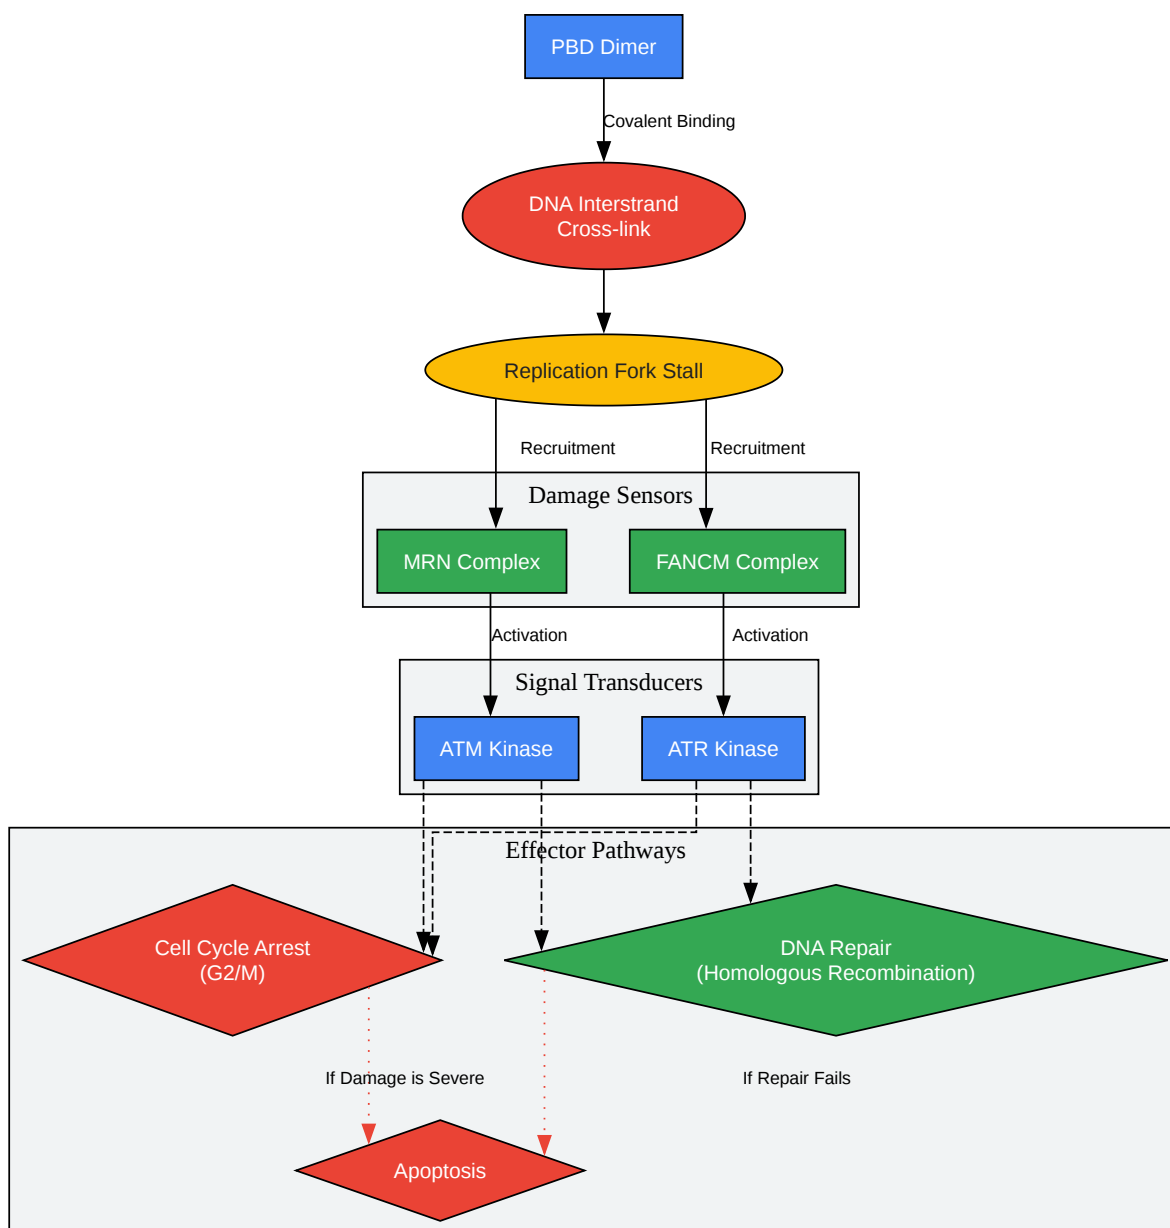 PBD Dimer
Covalent Binding
DNA Interstrand
Cross-link
Replication Fork Stall
Recruitment
Recruitment
Damage Sensors
MRN Complex
FANCM Complex
Activation
Activation
Signal Transducers
ATM Kinase
ATR Kinase
Effector Pathways
Cell Cycle Arrest
(G2/M)
DNA Repair
(Homologous Recombination)
If Damage is Severe
If Repair Fails
Apoptosis